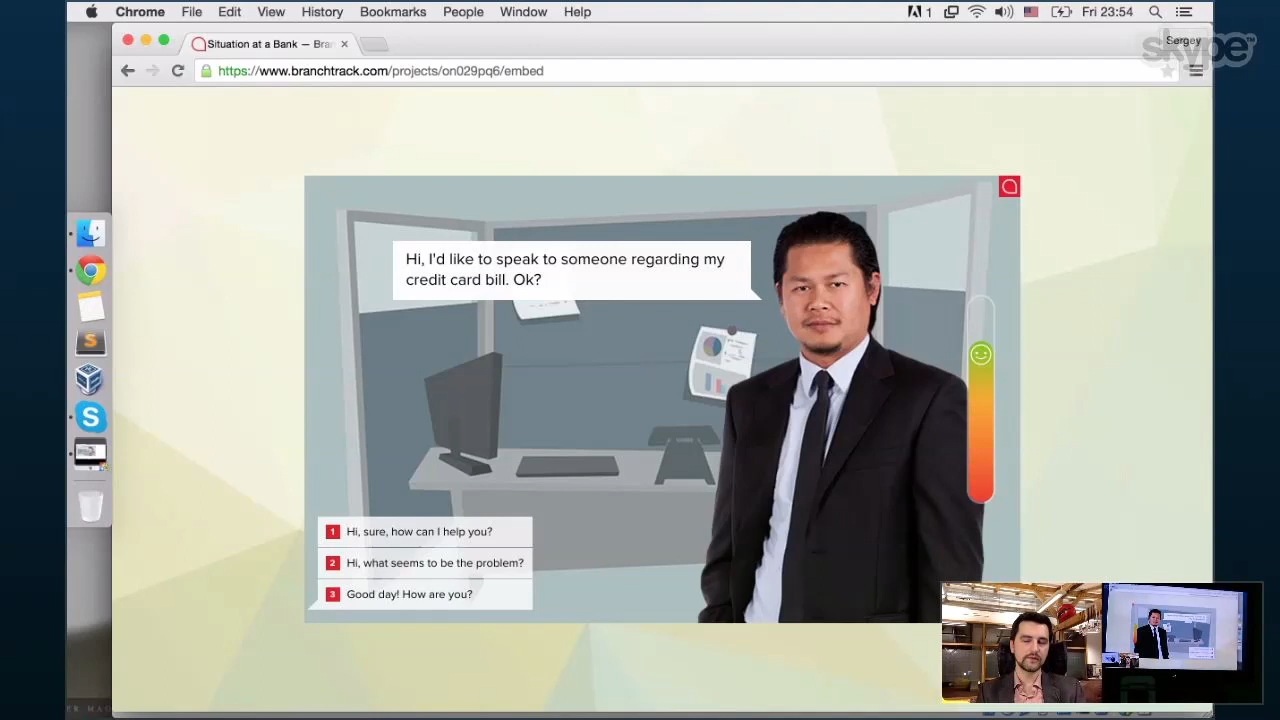 Chrome File Edit View History Bookmarks People Window Help
1 Fri 23:54
Situation at a Bank — Bra
Sergey
skype™
https://www.branchtrack.com/projects/on029pq6/embed
Hi, I'd like to speak to someone regarding my
credit card bill. Ok?
S
S
1 Hi, sure, how can I help you?
2 Hi, what seems to be the problem?
3 Good day! How are you?